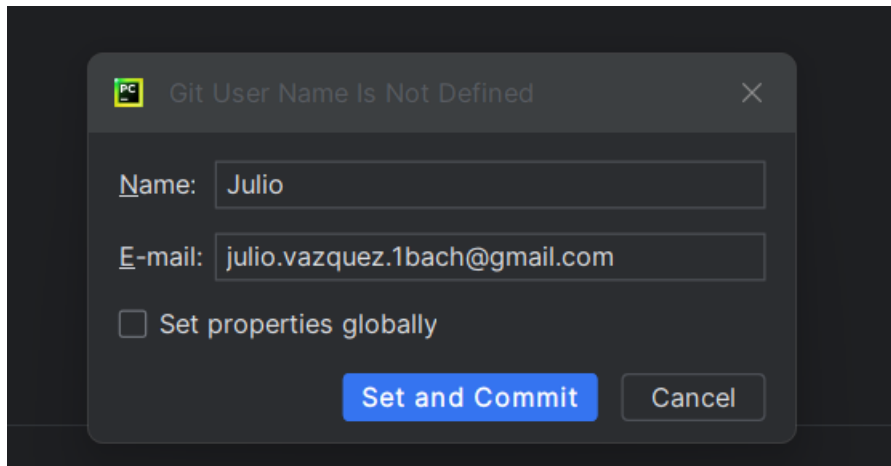 PC
Git User Name Is Not Defined
Name: Julio
E-mail: julio.vazquez.1bach@gmail.com
Set properties globally
Set and Commit Cancel